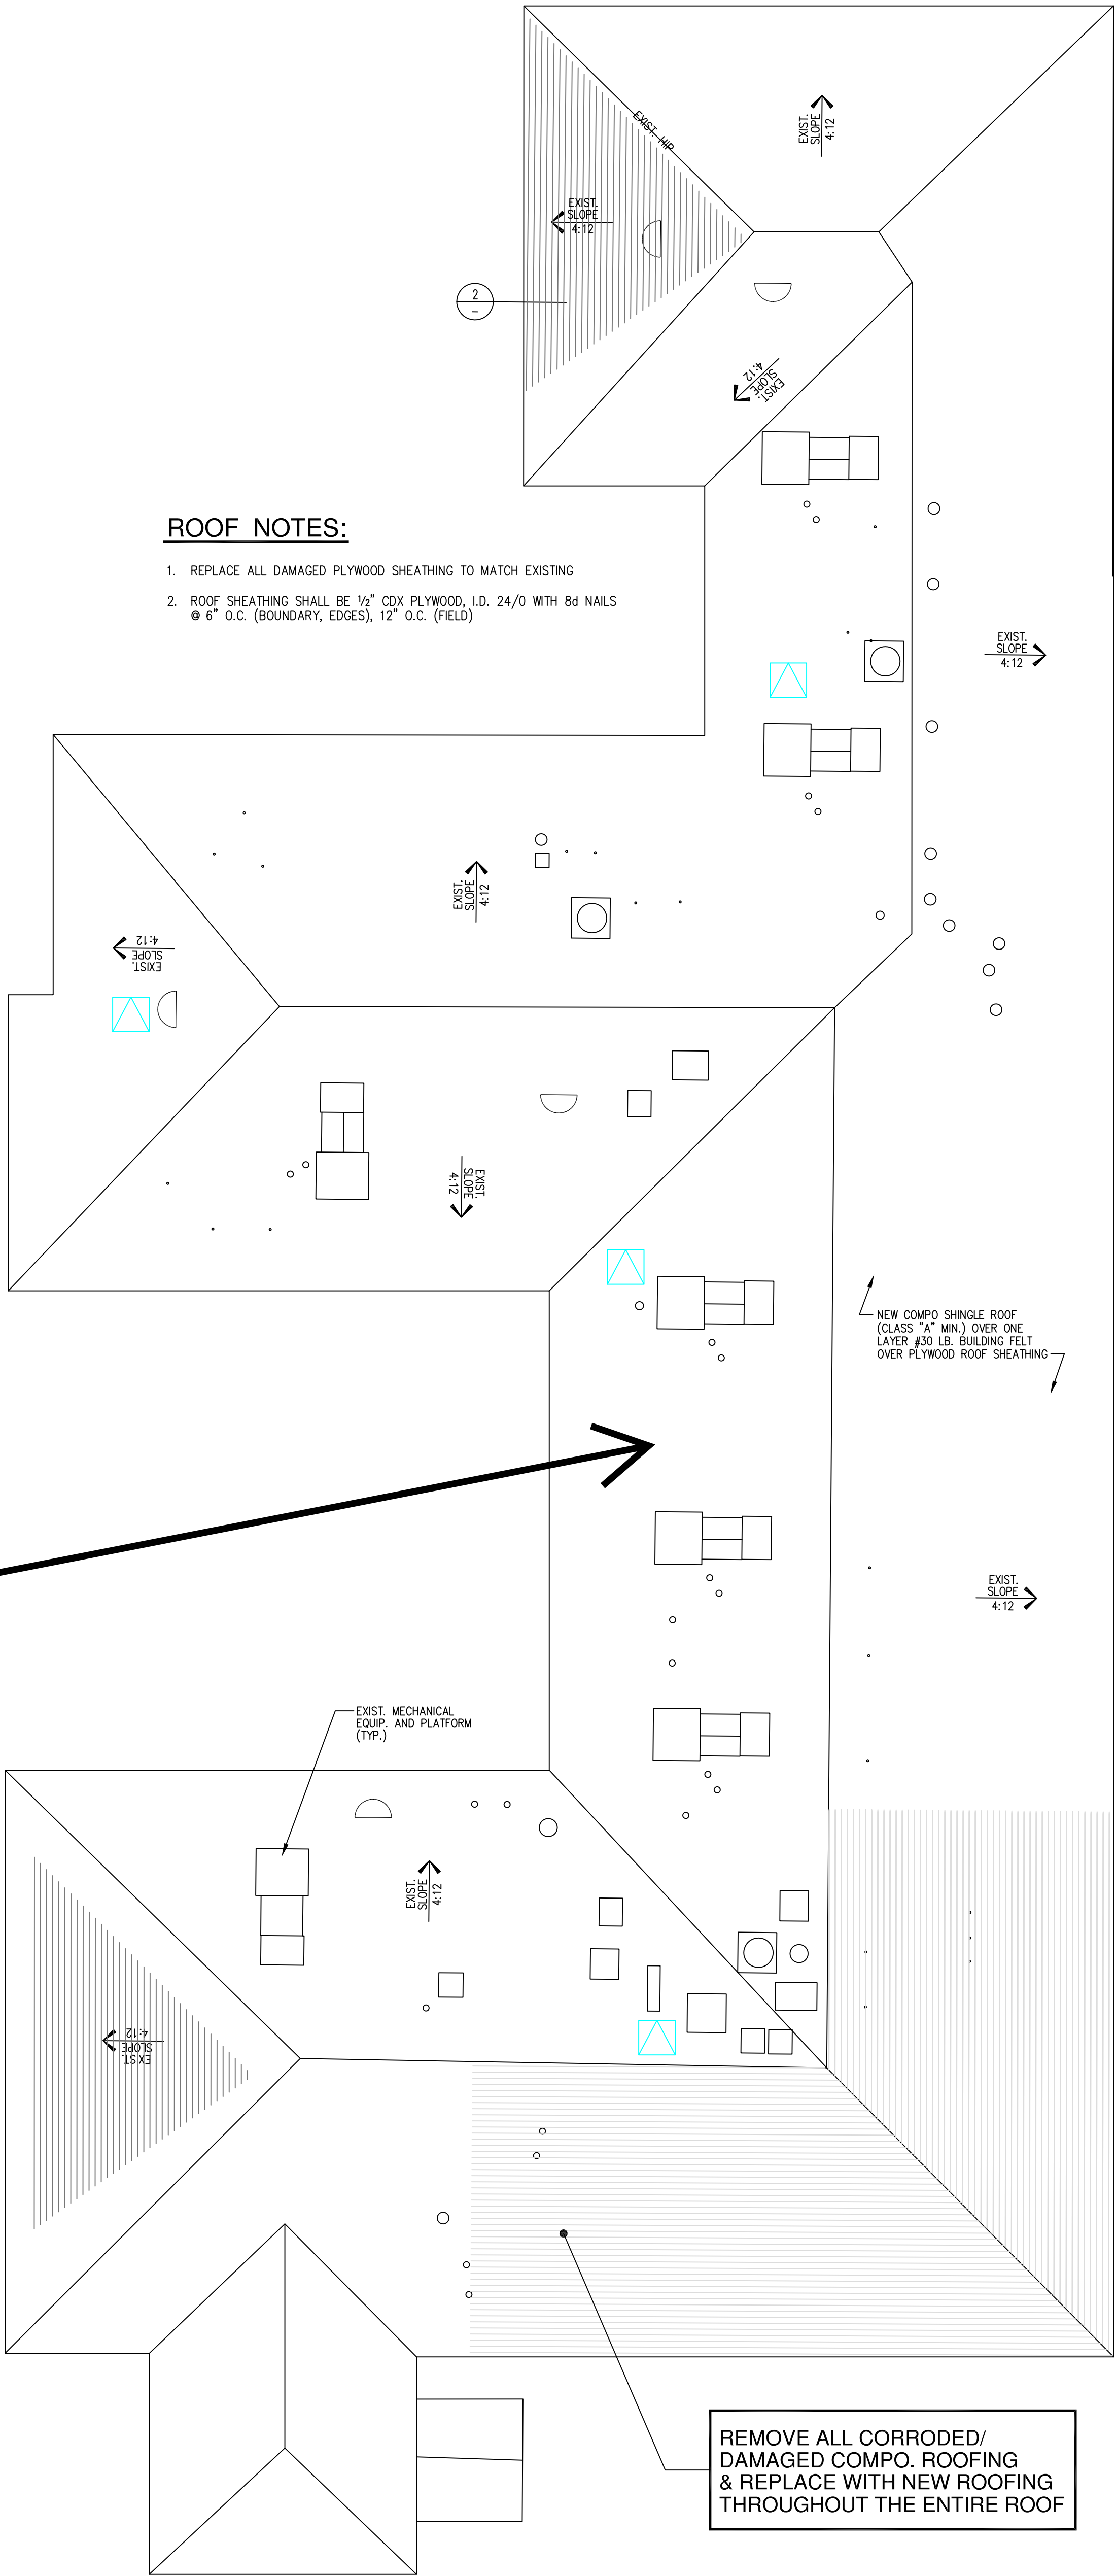 EXIST. HIP
EXIST.
SLOPE
4:12
EXIST.
SLOPE
4:12
2
–
EXIST.
SLOPE
4:12
ROOF NOTES:
1. REPLACE ALL DAMAGED PLYWOOD SHEATHING TO MATCH EXISTING
2. ROOF SHEATHING SHALL BE ½" CDX PLYWOOD, I.D. 24/0 WITH 8d NAILS
@ 6" O.C. (BOUNDARY, EDGES), 12" O.C. (FIELD)
EXIST.
SLOPE
4:12
EXIST.
SLOPE
4:12
EXIST.
SLOPE
4:12
EXIST.
SLOPE
4:12
NEW COMPO SHINGLE ROOF
(CLASS "A" MIN.) OVER ONE
LAYER #30 LB. BUILDING FELT
OVER PLYWOOD ROOF SHEATHING
EXIST.
SLOPE
4:12
EXIST. MECHANICAL
EQUIP. AND PLATFORM
(TYP.)
EXIST.
SLOPE
4:12
EXIST.
SLOPE
4:12
REMOVE ALL CORRODED/
DAMAGED COMPO. ROOFING
& REPLACE WITH NEW ROOFING
THROUGHOUT THE ENTIRE ROOF